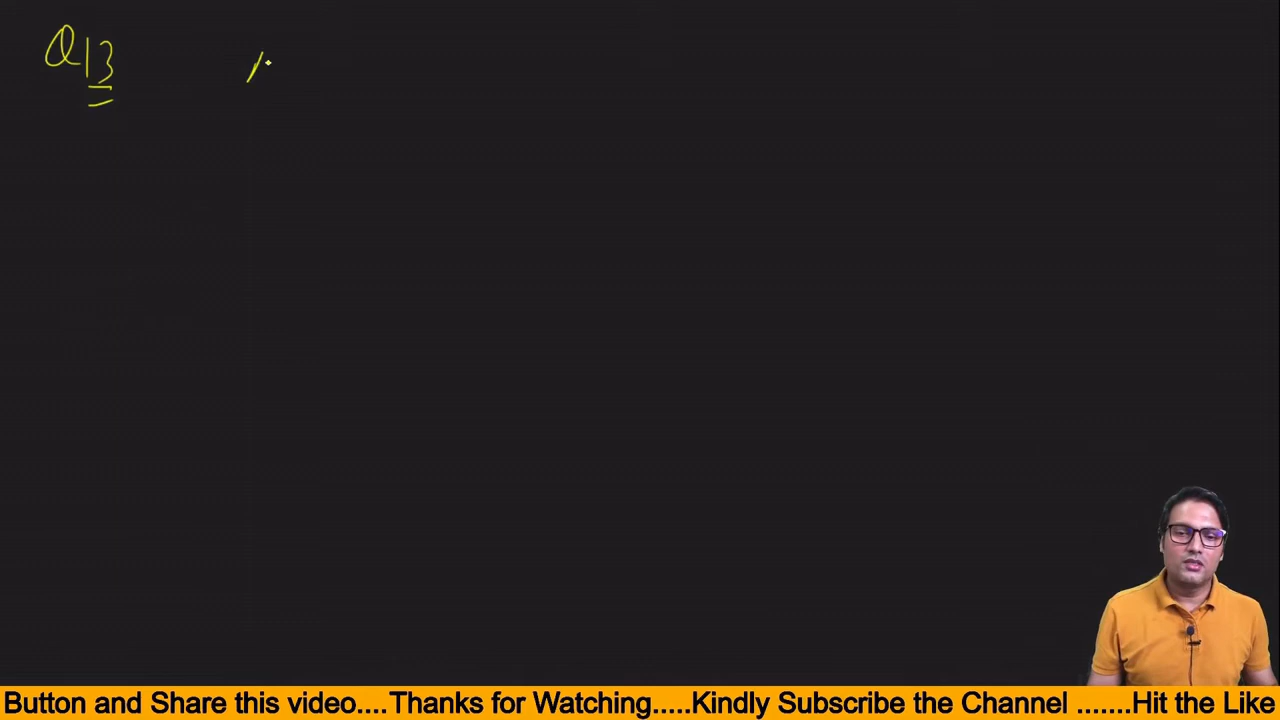 Q13
Button and Share this video....Thanks for Watching.....Kindly Subscribe the Channel .......Hit the Like